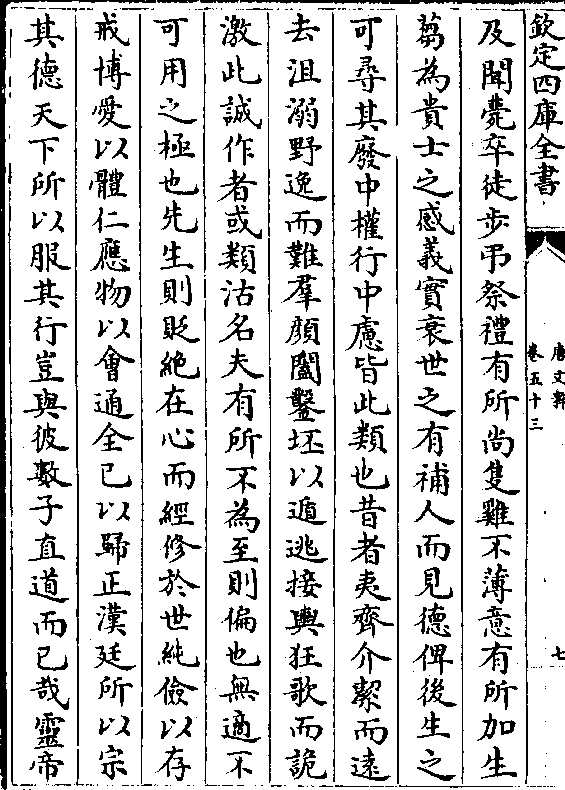 欽定四庫全書
唐文粹
卷五十三
七
及聞薨卒徒步弔祭禮有所尚隻雞不薄意有所加生
芻為貴士之感義實衰世之有補人而見德俾後生之
可尋其廢中權行中慮皆此類也昔者夷齊介潔而遠
去沮溺野逸而難羣顔闔鑿坯以遁逃接輿狂歌而詭
激此誠作者或類沽名夫有所不為至則偏也無適不
可用之極也先生則貶絶在心而經修於世純儉以存
戒博愛以體仁應物以會通全已以歸正漢廷所以宗
其德天下所以服其行豈與彼數子直道而已哉靈帝